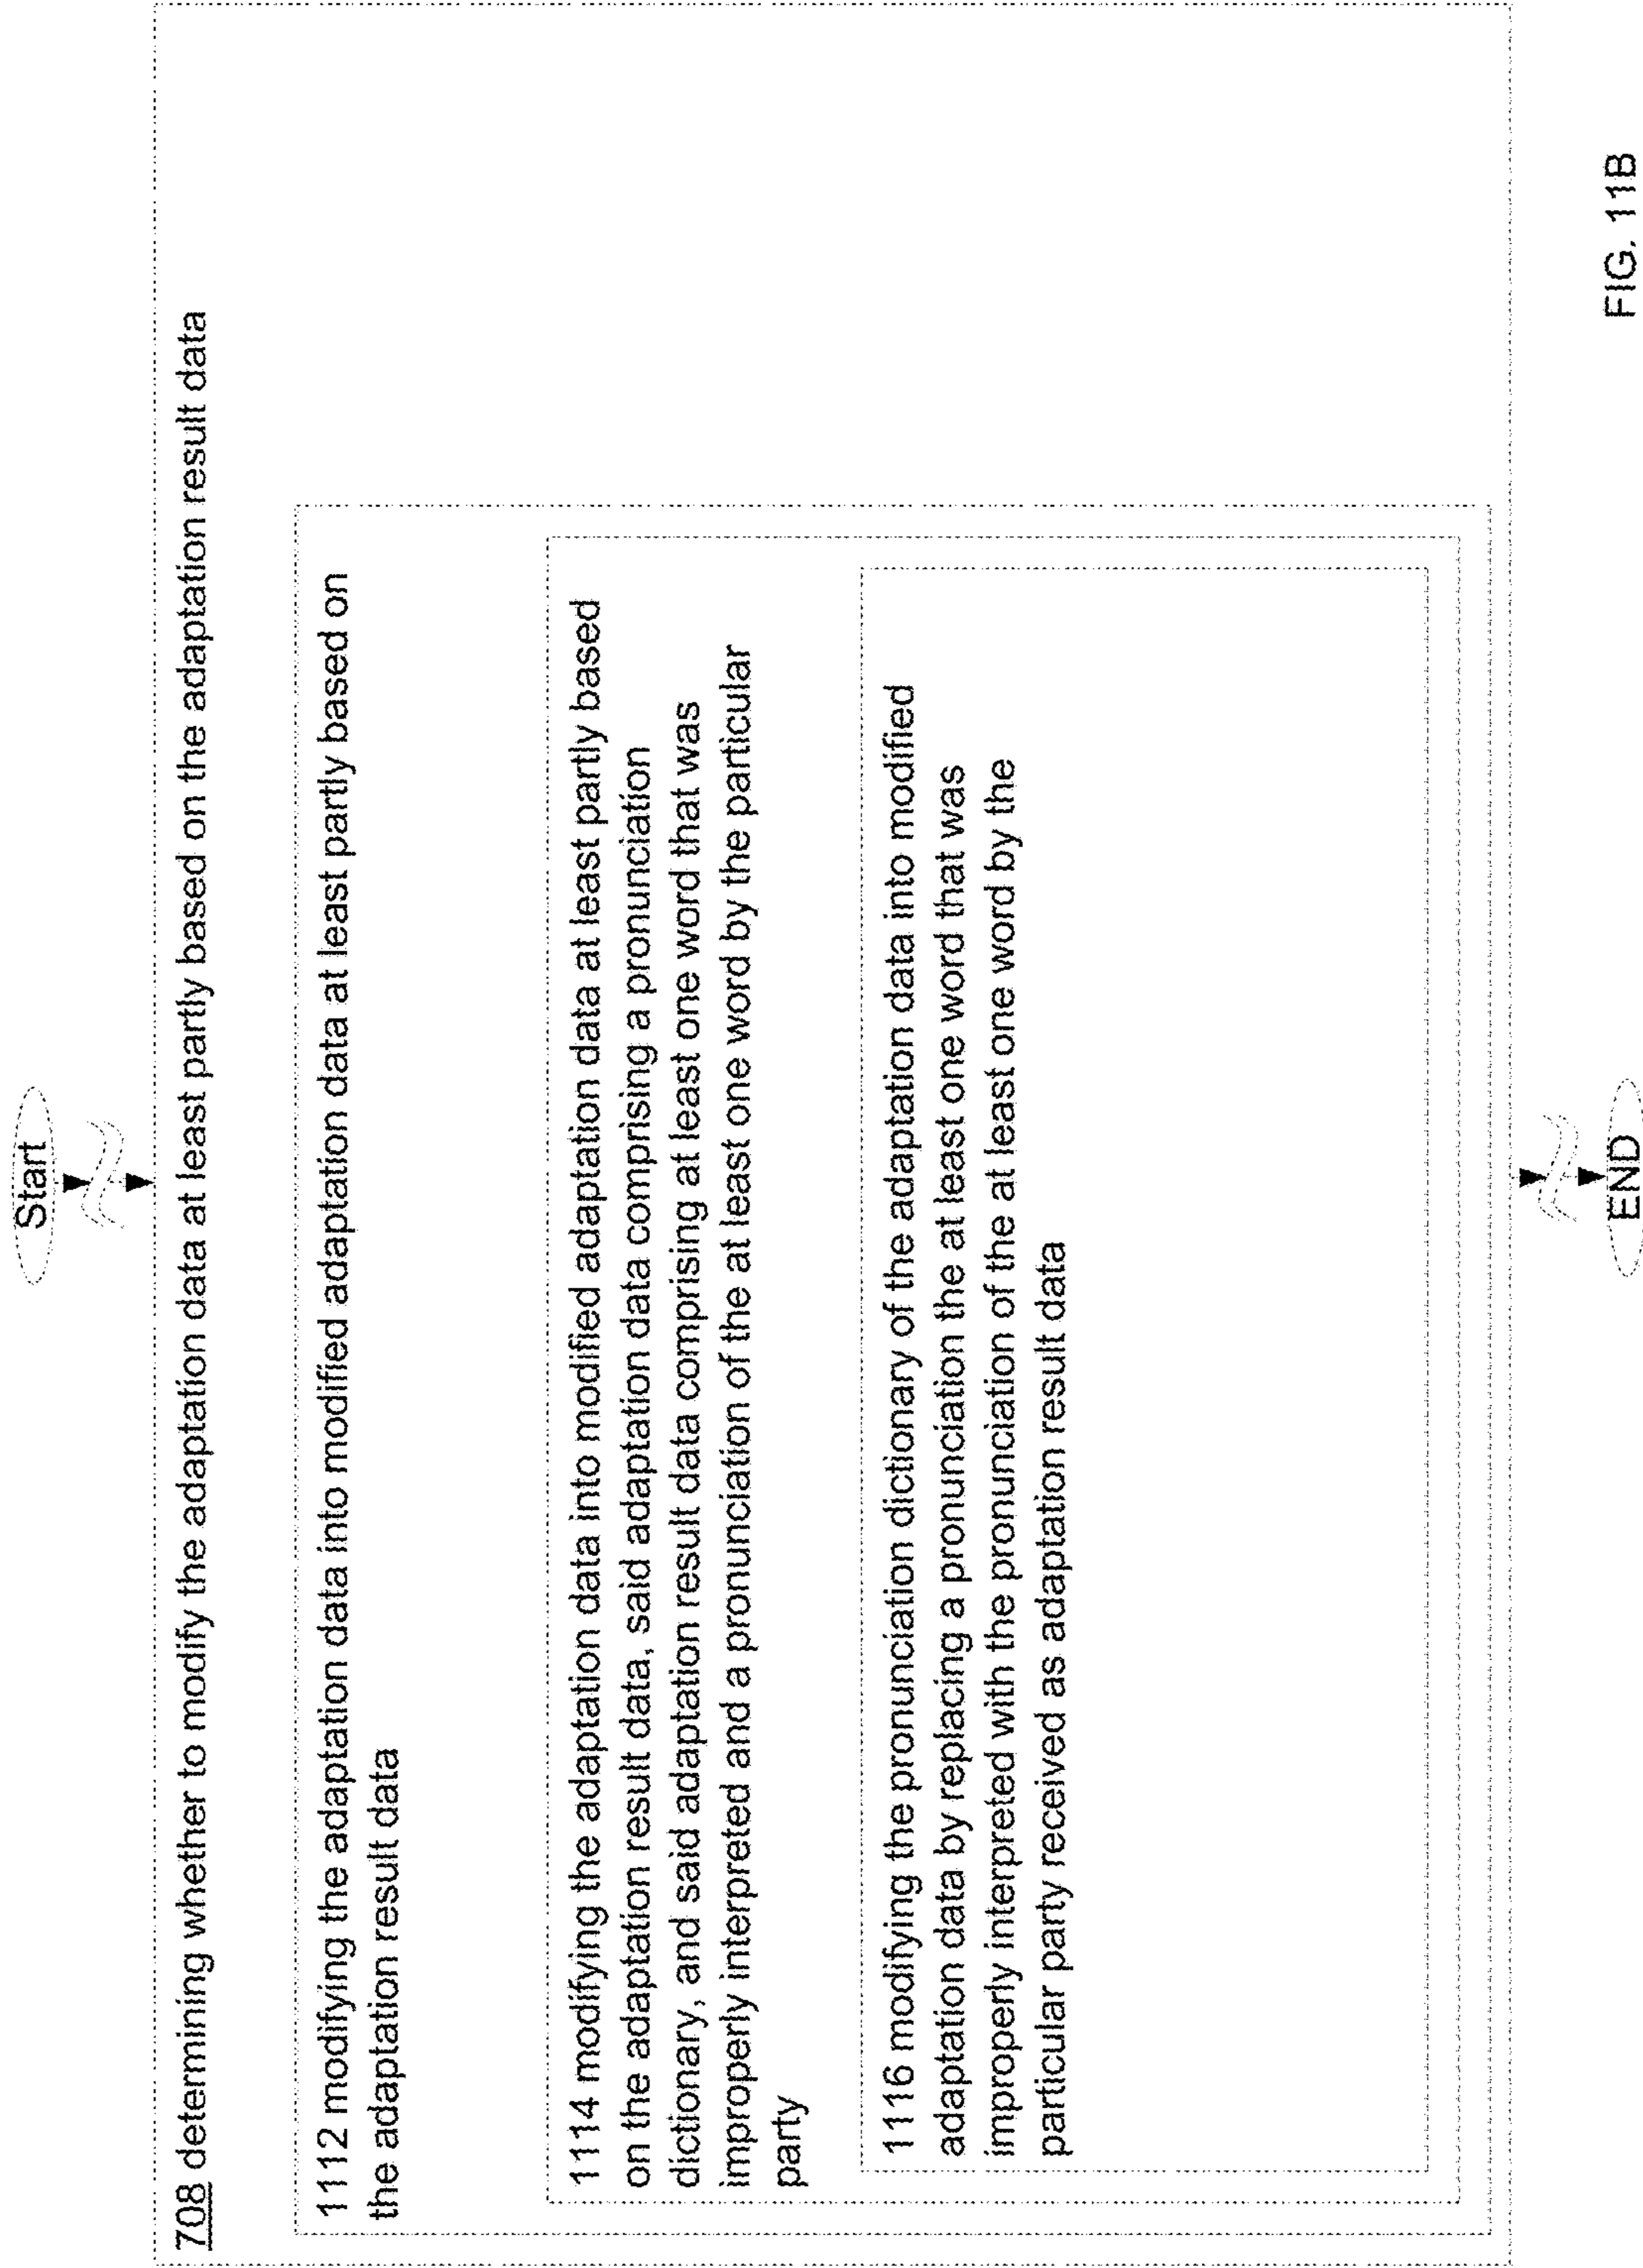 Start
708 determining whether to modify the adaptation data at least partly based on the adaptation result data
1112 modifying the adaptation data into modified adaptation data at least partly based on
the adaptation result data
1114 modifying the adaptation data into modified adaptation data at least partly based
on the adaptation result data, said adaptation data comprising a pronunciation
dictionary, and said adaptation result data comprising at least one word that was
improperly interpreted and a pronunciation of the at least one word by the particular
party
1116 modifying the pronunciation dictionary of the adaptation data into modified
adaptation data by replacing a pronunciation the at least one word that was
improperly interpreted with the pronunciation of the at least one word by the
particular party received as adaptation result data
END
FIG. 11B